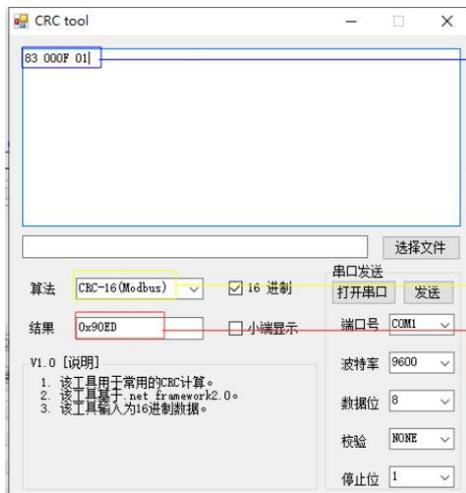 CRC tool
83 000F 01
选择文件
算法 CRC-16(Modbus) 16 进制
结果 0x90ED 小端显示
V1.0 [说明]
1. 该工具用于常用的CRC计算。
2. 该工具基于.net framework2.0。
3. 该工具输入为16进制数据。
串口发送
打开串口 发送
端口号 COM1
波特率 9600
数据位 8
校验 NONE
停止位 1